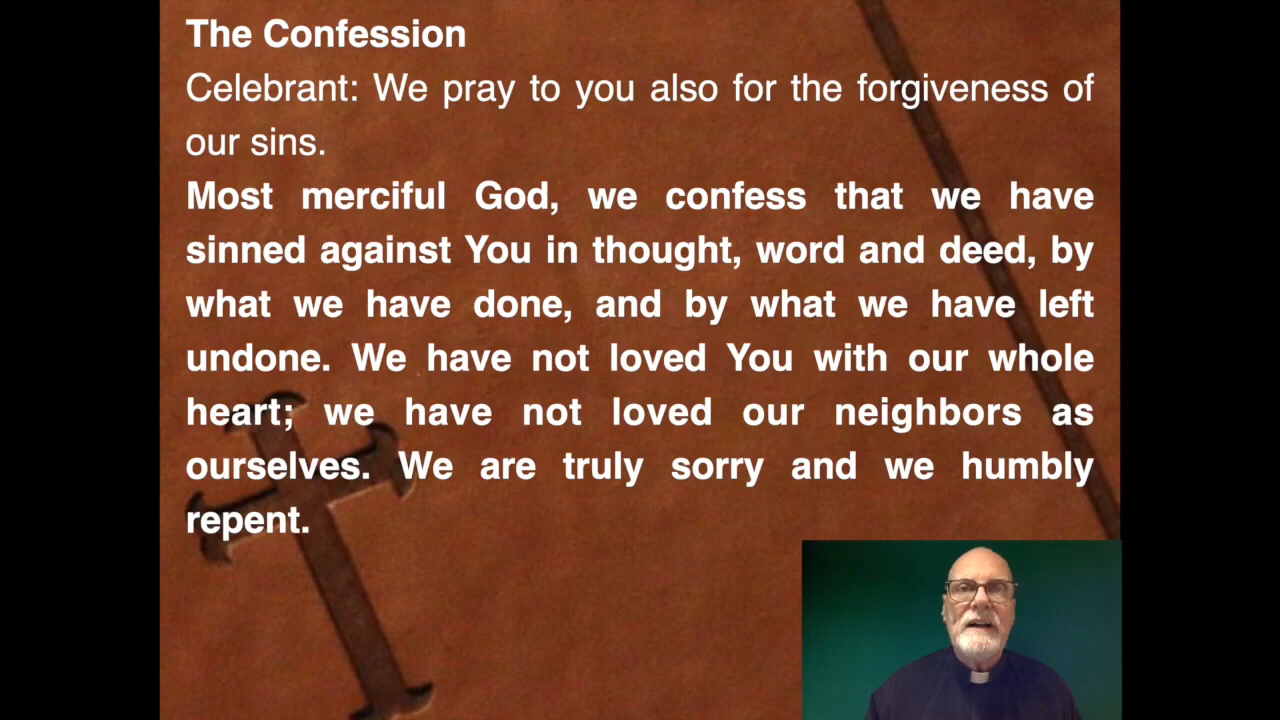 The Confession
Celebrant: We pray to you also for the forgiveness of
our sins.
Most merciful God, we confess that we have
sinned against You in thought, word and deed, by
what we have done, and by what we have left
undone. We have not loved You with our whole
heart; we have not loved our neighbors as
ourselves. We are truly sorry and we humbly
repent.